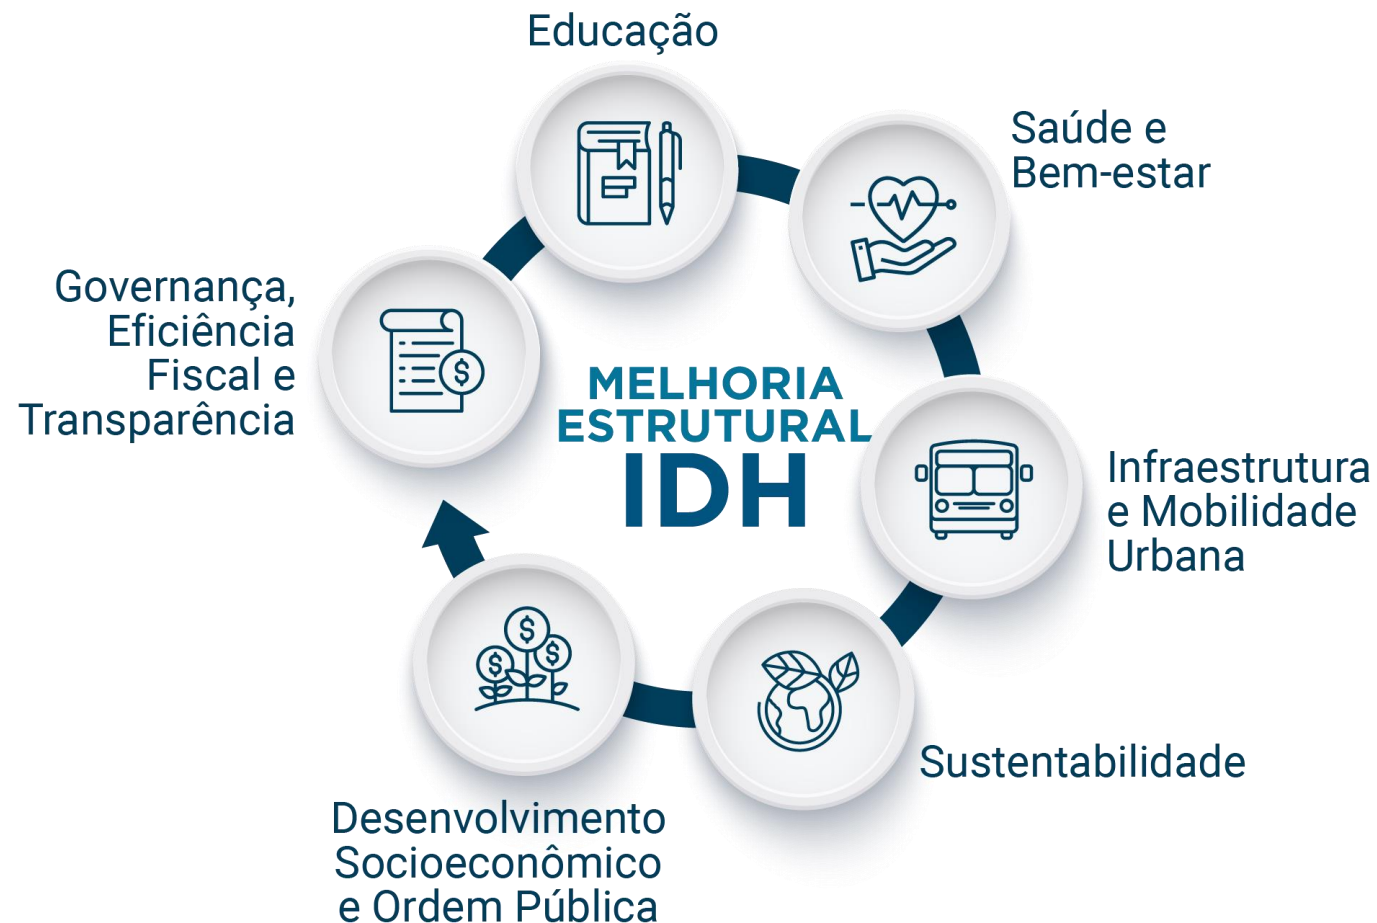 Educação
Saúde e
Bem-estar
Governança,
Eficiência
Fiscal e
Transparência
MELHORIA
ESTRUTURAL
IDH
Infraestrutura
e Mobilidade
Urbana
Sustentabilidade
Desenvolvimento
Socioeconômico
e Ordem Pública
$
$
$
$